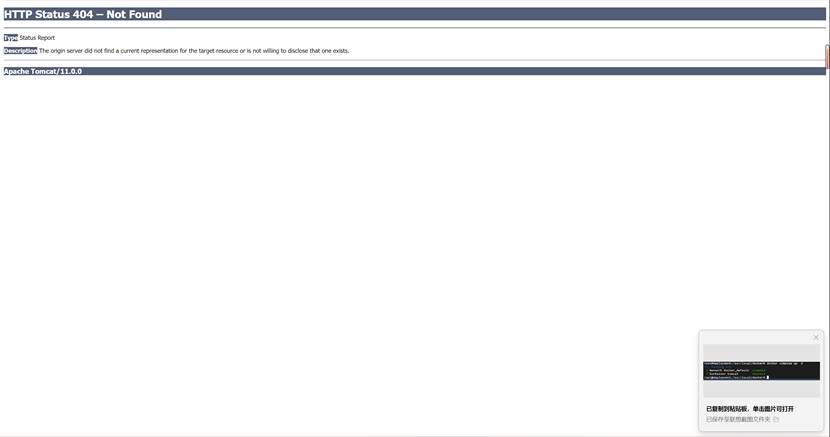 HTTP Status 404 – Not Found
Type Status Report
Description The origin server did not find a current representation for the target resource or is not willing to disclose that one exists.
Apache Tomcat/11.0.0
已复制到粘贴板，单击图片可打开
已保存至联想截图文件夹